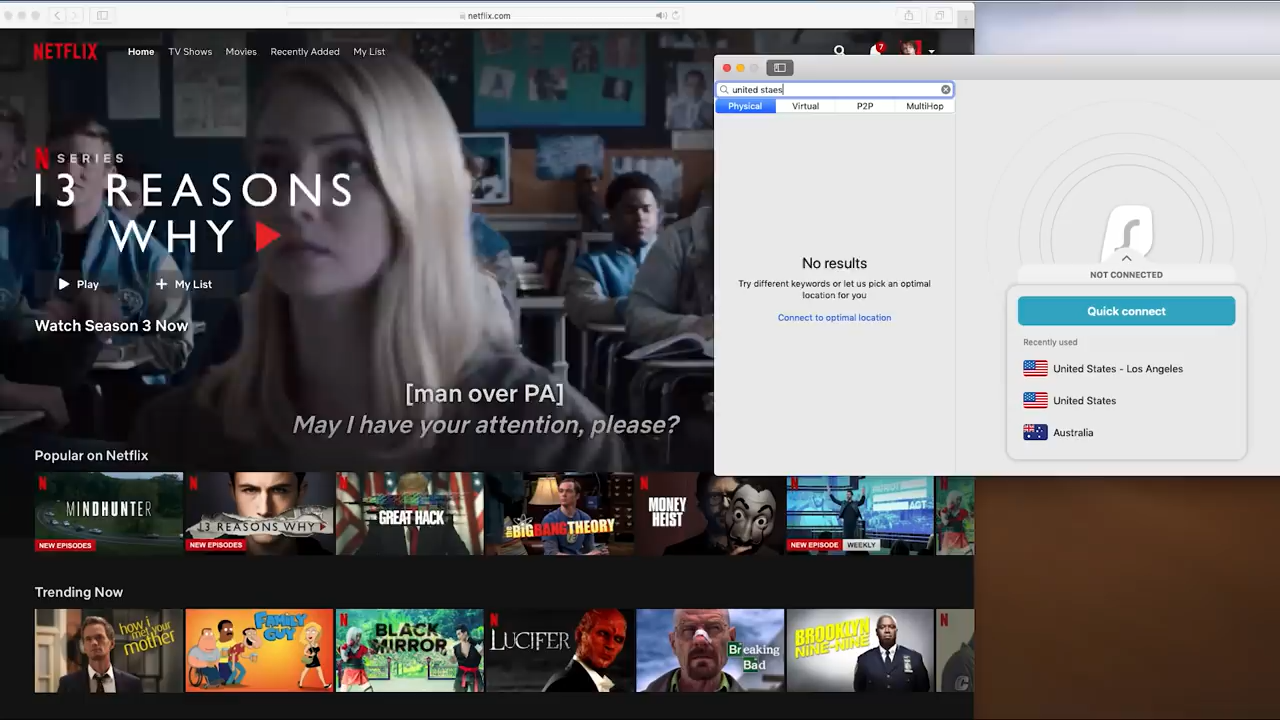 netflix.com
NETFLIX Home TV Shows Movies Recently Added My List 7
N SERIES
13 REASONS
WHY
Play + My List
Watch Season 3 Now
[man over PA]
May I have your attention, please?
united staes
Physical Virtual P2P MultiHop
No results
Try different keywords or let us pick an optimal
location for you
Connect to optimal location
NOT CONNECTED
Quick connect
Recently used
United States - Los Angeles
United States
Australia
Popular on Netflix
N
MINDHUNTER
NEW EPISODES
N
13 REASONS WHY
NEW EPISODES
N
GREAT HACK
THE BIG BANG THEORY
N
MONEY
HEIST
N
NEW EPISODE WEEKLY
N
Trending Now
how i
met your
mother
FAMILY
GUY
N
BLACK
MIRROR
N
LUCIFER
Breaking
Bad
BROOKLYN
NINE-NINE
N